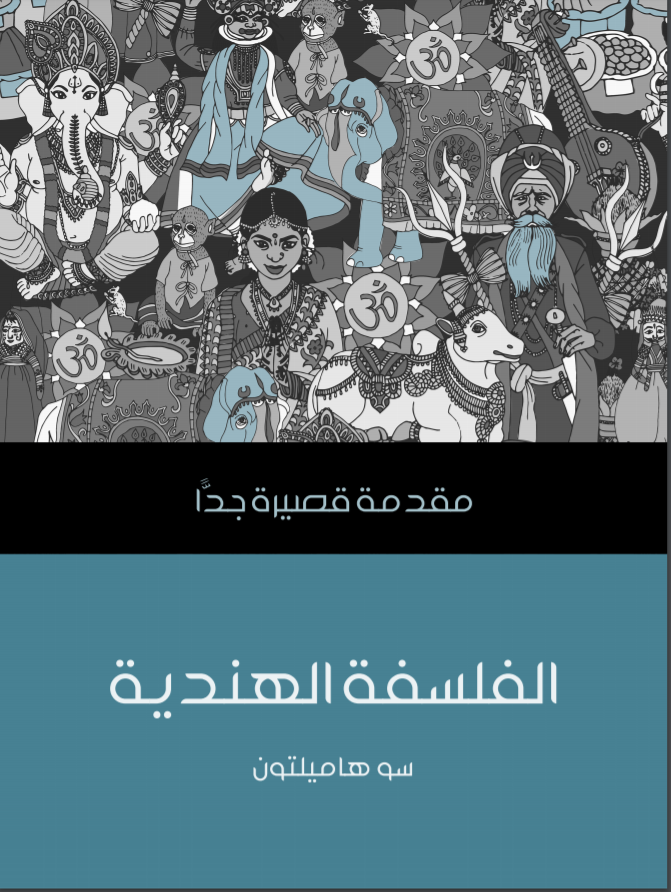 ॐ
ॐ
ॐ
ॐ
مقدمة قصيرة جدًّا
الفلسفة الهندية
سو هاميلتون